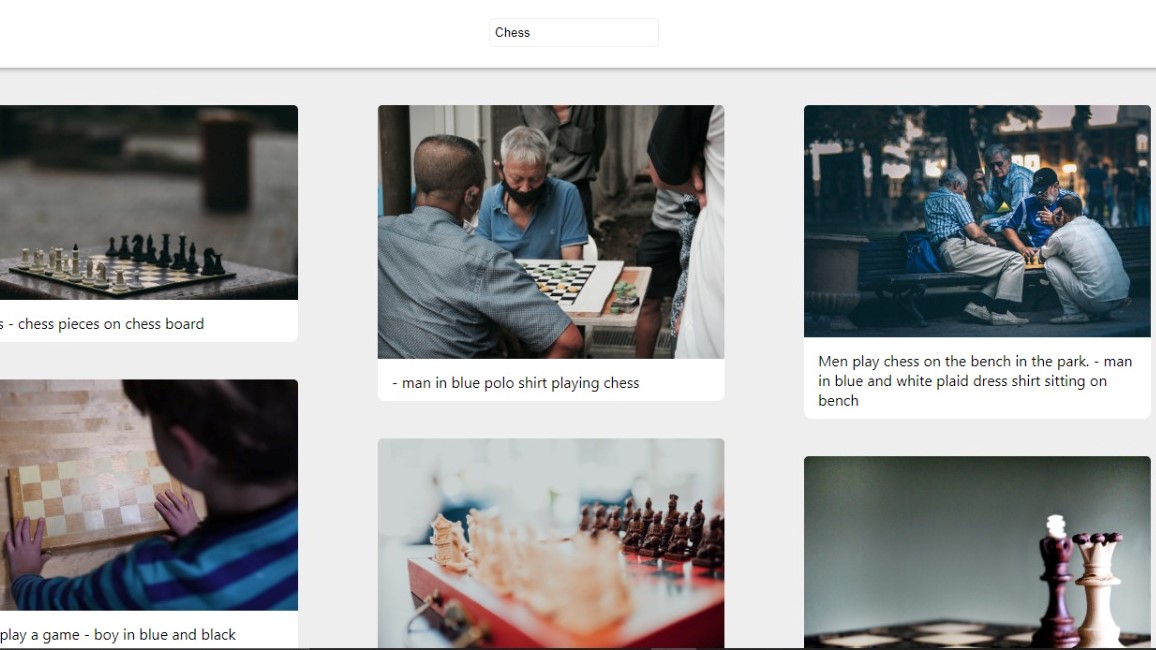 Chess
s - chess pieces on chess board
play a game - boy in blue and black
- man in blue polo shirt playing chess
Men play chess on the bench in the park. - man
in blue and white plaid dress shirt sitting on
bench